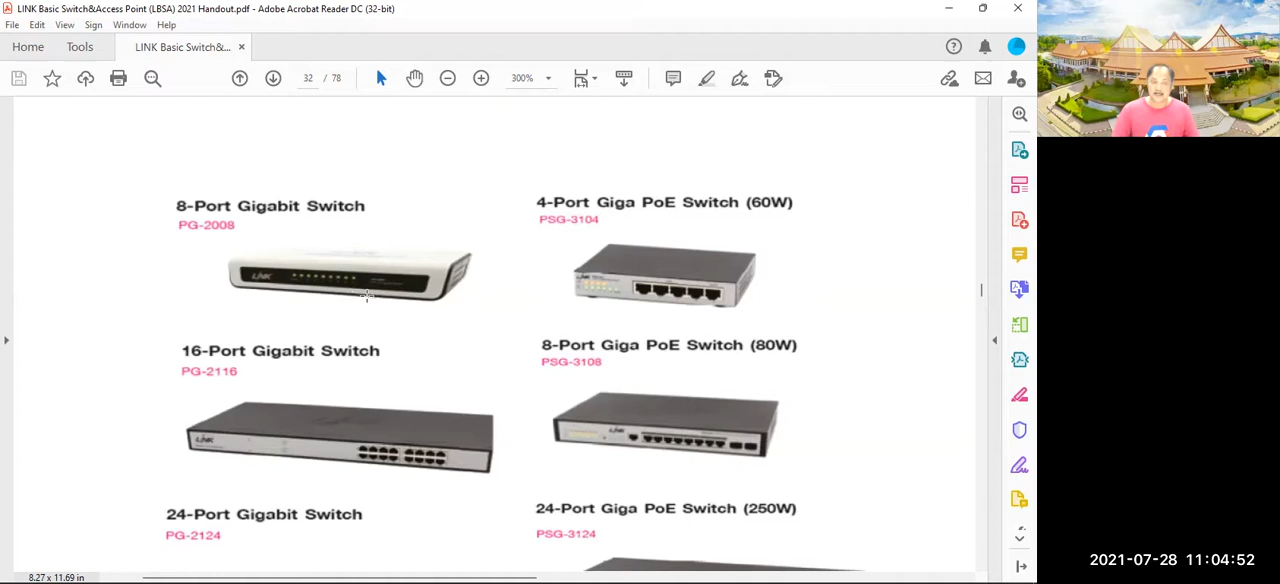 LINK Basic Switch&Access Point (LBSA) 2021 Handout.pdf - Adobe Acrobat Reader DC (32-bit)
File Edit View Sign Window Help
Home Tools LINK Basic Switch&...
32 / 78 300%
8-Port Gigabit Switch
PG-2008
4-Port Giga PoE Switch (60W)
PSG-3104
LINK
LINK
16-Port Gigabit Switch
PG-2116
8-Port Giga PoE Switch (80W)
PSG-3108
LINK
LINK
24-Port Gigabit Switch
PG-2124
24-Port Giga PoE Switch (250W)
PSG-3124
8.27 x 11.69 in
2021-07-28 11:04:52